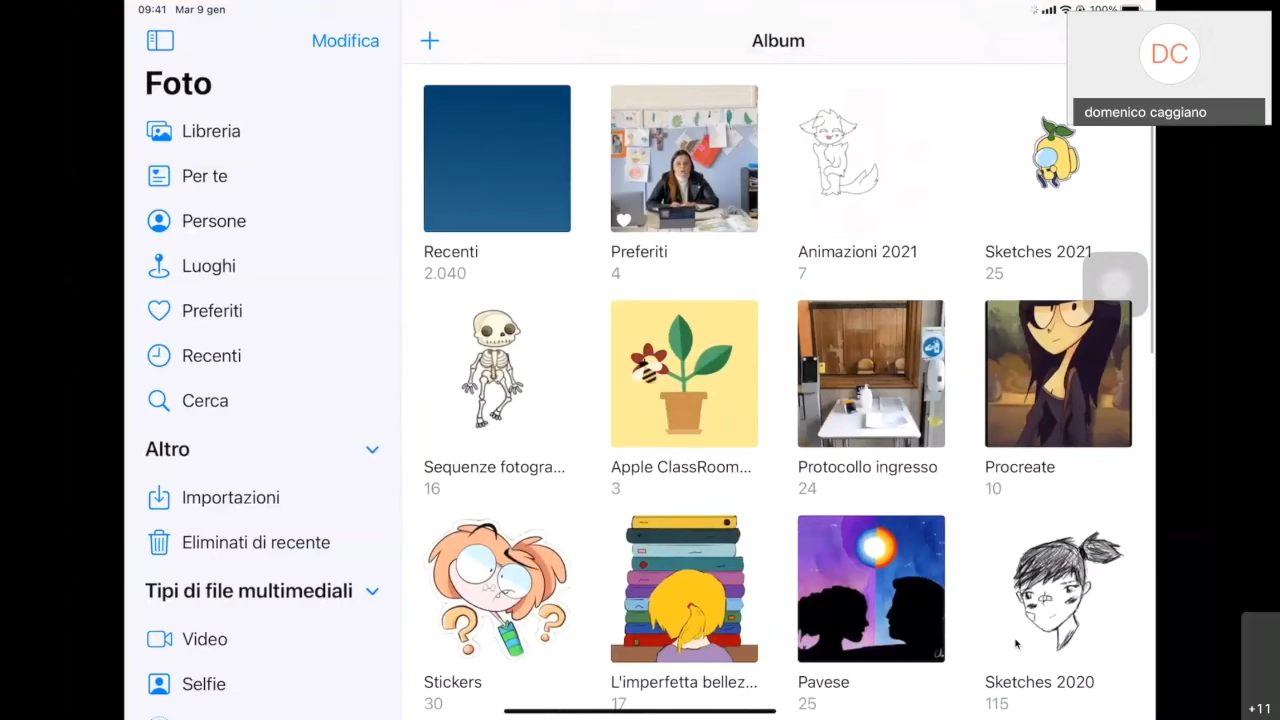 09:41 Mar 9 gen
100%
Modifica
Album
DC
domenico caggiano
Foto
Libreria
Per te
Persone
Luoghi
Preferiti
Recenti
Cerca
Altro
Importazioni
Eliminati di recente
Tipi di file multimediali
Video
Selfie
Recenti
2.040
Preferiti
4
Animazioni 2021
7
Sketches 2021
25
Sequenze fotogra...
16
Apple ClassRoom...
3
Protocollo ingresso
24
Procreate
10
Stickers
30
L'imperfetta bellez...
17
Pavese
25
Sketches 2020
115
+11